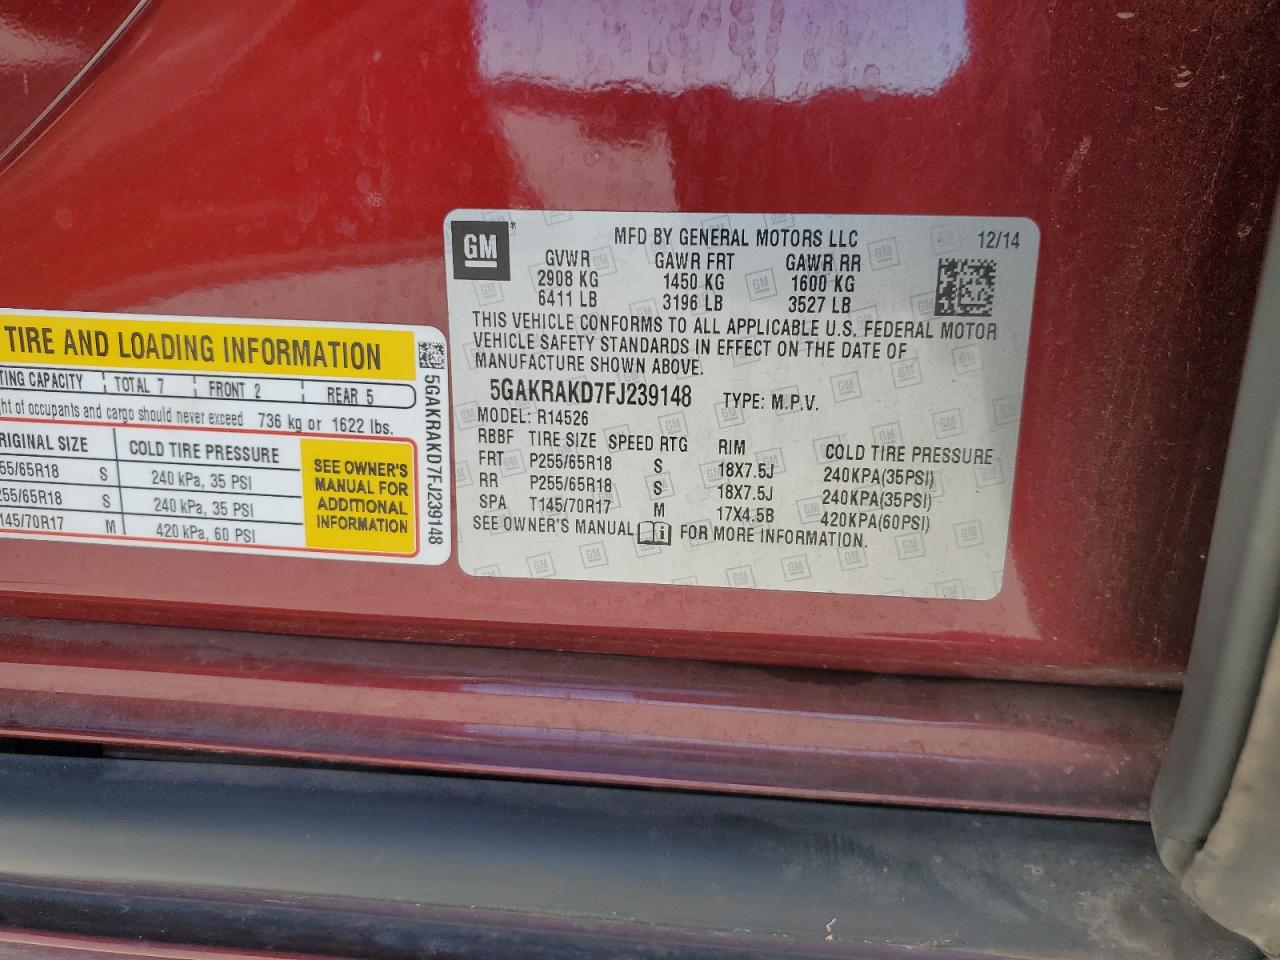 TIRE AND LOADING INFORMATION
TING CAPACITY TOTAL 7 FRONT 2 REAR 5
ht of occupants and cargo should never exceed 736 kg or 1622 lbs.
RIGINAL SIZE COLD TIRE PRESSURE
55/65R18 S 240 kPa, 35 PSI
255/65R18 S 240 kPa, 35 PSI
145/70R17 M 420 kPa, 60 PSI
SEE OWNER'S
MANUAL FOR
ADDITIONAL
INFORMATION
5GAKRAKD7FJ239148
GM®
MFD BY GENERAL MOTORS LLC 12/14
GVWR GAWR FRT GAWR RR
2908 KG 1450 KG 1600 KG
6411 LB 3196 LB 3527 LB
THIS VEHICLE CONFORMS TO ALL APPLICABLE U.S. FEDERAL MOTOR
VEHICLE SAFETY STANDARDS IN EFFECT ON THE DATE OF
MANUFACTURE SHOWN ABOVE.
5GAKRAKD7FJ239148 TYPE: M.P.V.
MODEL: R14526
RBBF TIRE SIZE SPEED RTG RIM COLD TIRE PRESSURE
FRT P255/65R18 S 18X7.5J 240KPA(35PSI)
RR P255/65R18 S 18X7.5J 240KPA(35PSI)
SPA T145/70R17 M 17X4.5B 420KPA(60PSI)
SEE OWNER'S MANUAL FOR MORE INFORMATION.